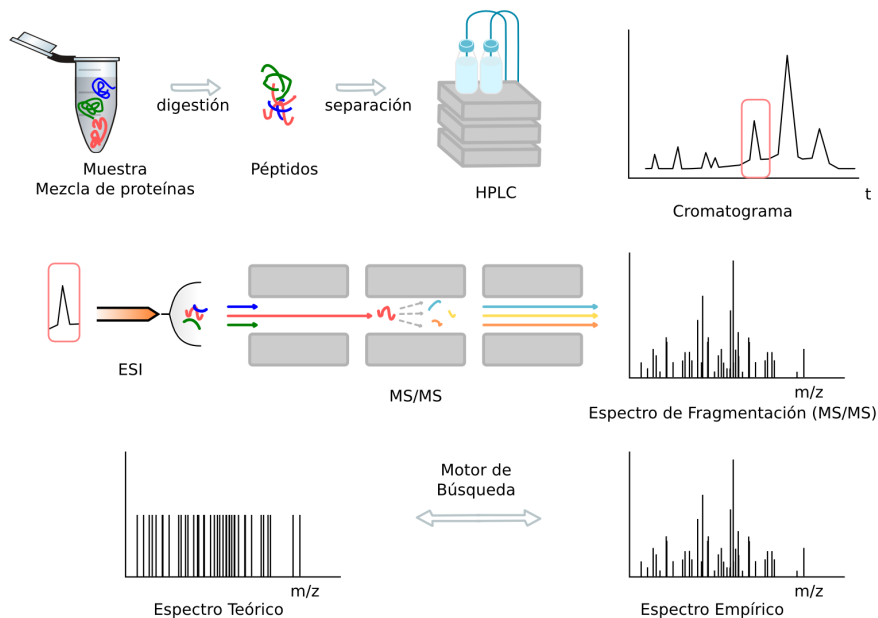 digestión
separación
Muestra
Mezcla de proteínas
Péptidos
HPLC
t
Cromatograma
ESI
MS/MS
m/z
Espectro de Fragmentación (MS/MS)
Motor de
Búsqueda
m/z
Espectro Teórico
m/z
Espectro Empírico